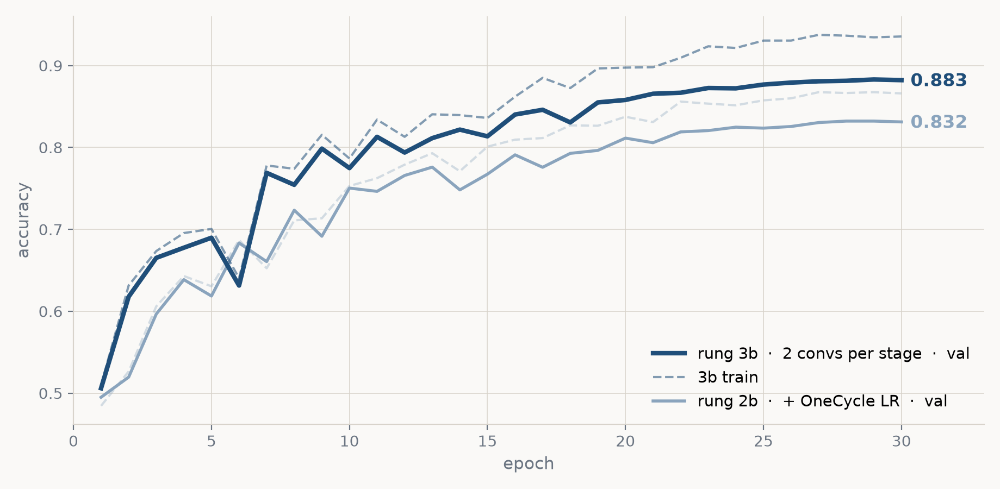 0.9
0.8
0.7
0.6
0.5
accuracy
0.883
0.832
rung 3b · 2 convs per stage · val
3b train
rung 2b · + OneCycle LR · val
0 5 10 15 20 25 30
epoch